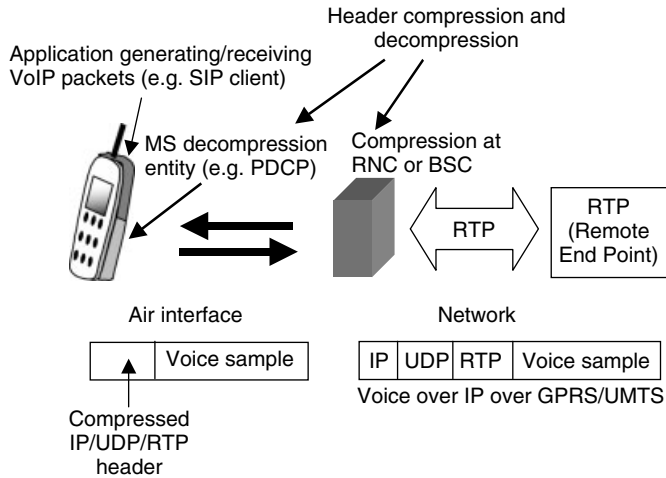 Header compression and
decompression
Application generating/receiving
VoIP packets (e.g. SIP client)
MS decompression
entity (e.g. PDCP)
Compression at
RNC or BSC
RTP
RTP
(Remote
End Point)
Air interface
Network
Voice sample
IP UDP RTP Voice sample
Voice over IP over GPRS/UMTS
Compressed
IP/UDP/RTP
header